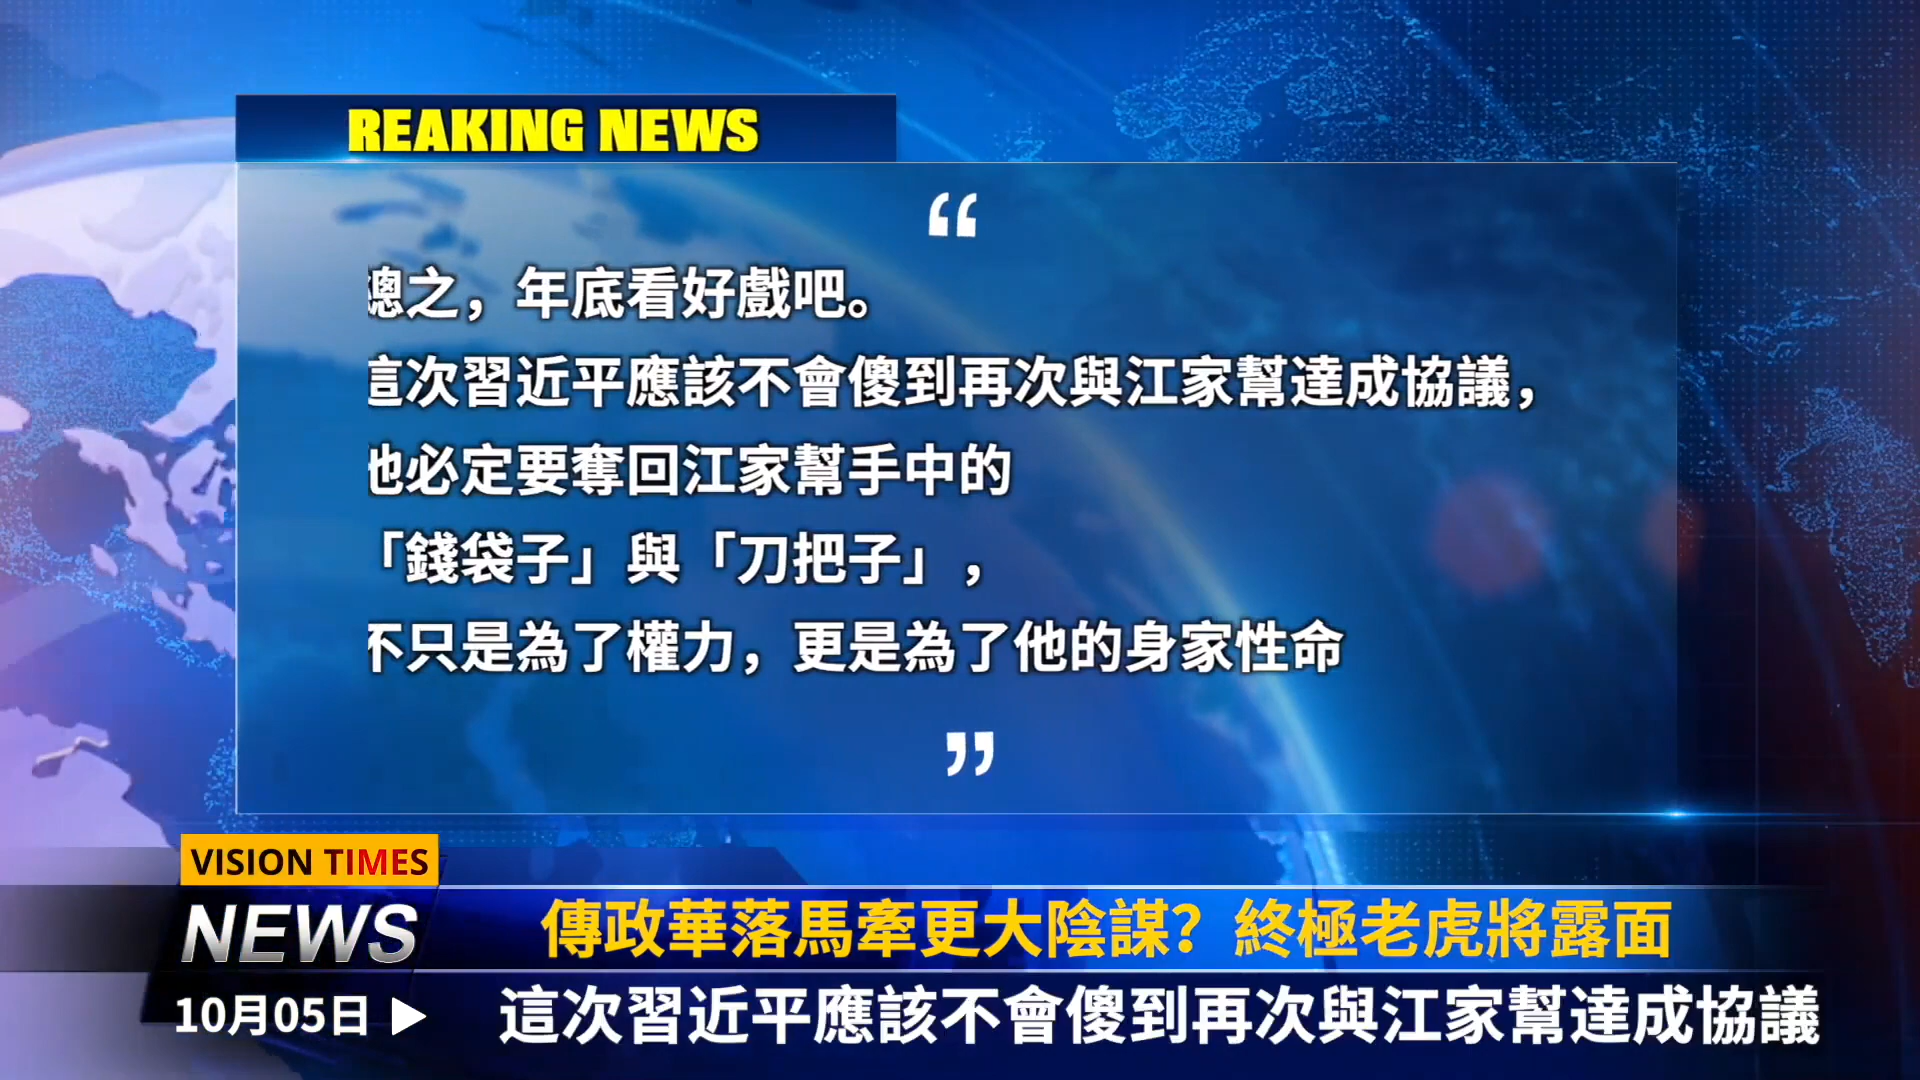 REAKING NEWS
“
總之，年底看好戲吧。
這次習近平應該不會傻到再次與江家幫達成協議，
他必定要奪回江家幫手中的
「錢袋子」與「刀把子」，
不只是為了權力，更是為了他的身家性命
”
VISION TIMES
NEWS
傳政華落馬牽更大陰謀？終極老虎將露面
10月05日
這次習近平應該不會傻到再次與江家幫達成協議